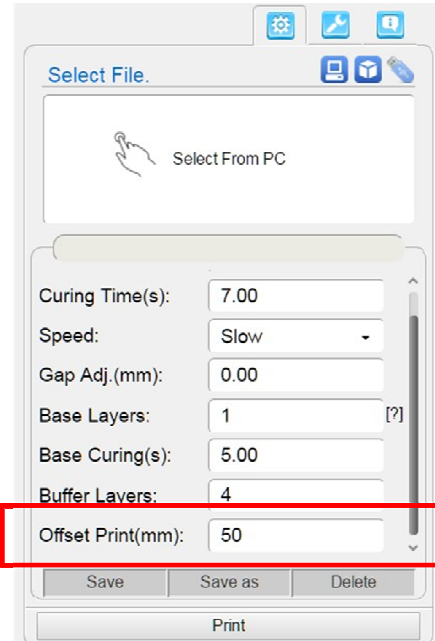 Select File.
Select From PC
Curing Time(s): 7.00
Speed: Slow
Gap Adj.(mm): 0.00
Base Layers: 1 [?]
Base Curing(s): 5.00
Buffer Layers: 4
Offset Print(mm): 50
Save Save as Delete
Print